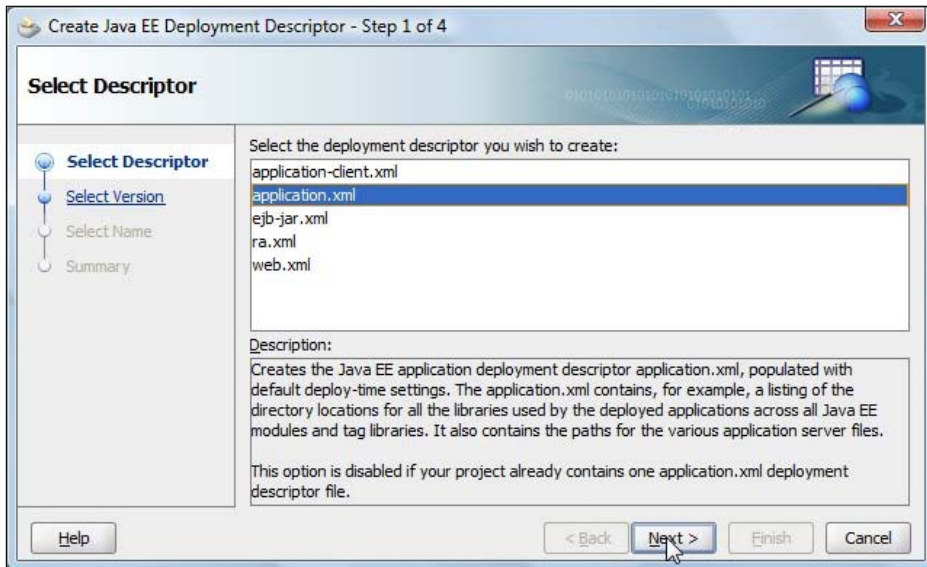 Create Java EE Deployment Descriptor - Step 1 of 4
Select Descriptor
Select Descriptor
Select Version
Select Name
Summary
Select the deployment descriptor you wish to create:
application-client.xml
application.xml
ejb-jar.xml
ra.xml
web.xml
Description:
Creates the Java EE application deployment descriptor application.xml, populated with
default deploy-time settings. The application.xml contains, for example, a listing of the
directory locations for all the libraries used by the deployed applications across all Java EE
modules and tag libraries. It also contains the paths for the various application server files.
This option is disabled if your project already contains one application.xml deployment
descriptor file.
Help
< Back
Next >
Finish
Cancel